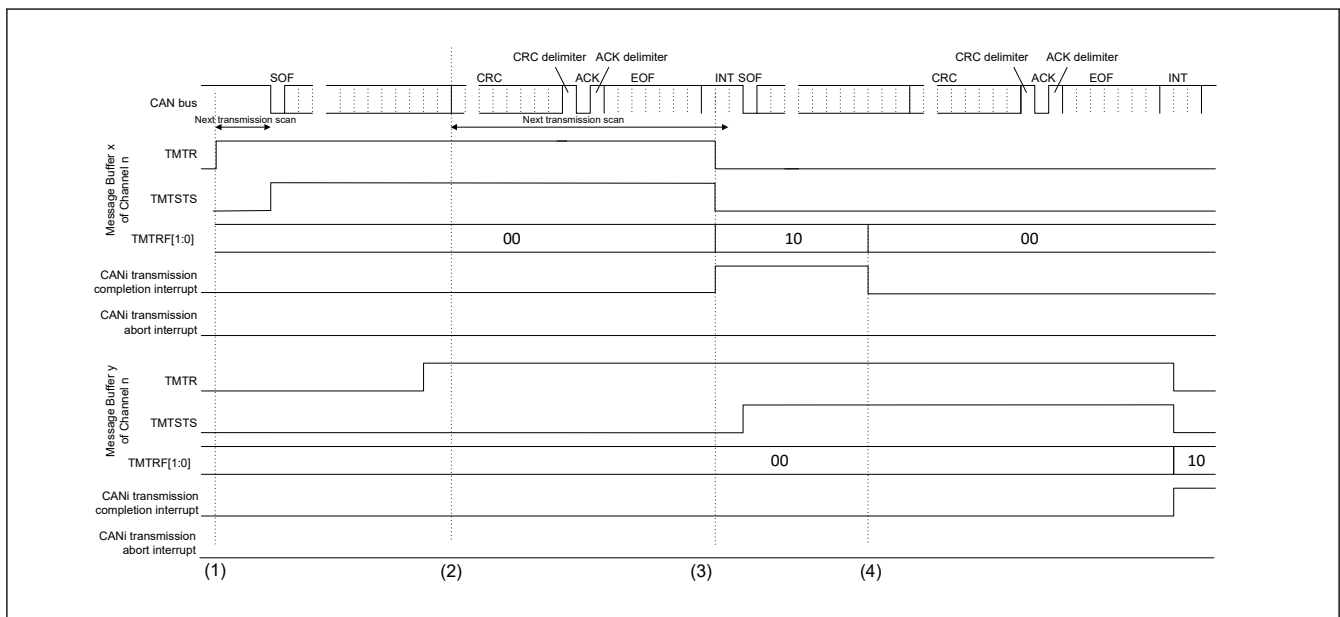 CRC delimiter ACK delimiter CRC delimiter ACK delimiter
SOF CRC ACK EOF INT SOF CRC ACK EOF INT
CAN bus
Next transmission scan Next transmission scan
Message Buffer x
of Channel n
TMTR
TMTSTS
TMTRF[1:0] 00 10 00
CANi transmission
completion interrupt
CANi transmission
abort interrupt
Message Buffer y
of Channel n
TMTR
TMTSTS
TMTRF[1:0] 00 10
CANi transmission
completion interrupt
CANi transmission
abort interrupt
(1) (2) (3) (4)